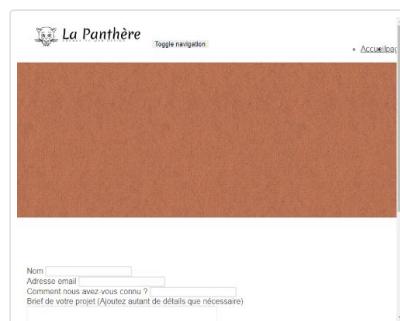 La Panthère
Toggle navigation
Accueil
Nom
Adresse email
Comment nous avez-vous connu ?
Brief de votre projet (Ajoutez autant de détails que nécessaire)